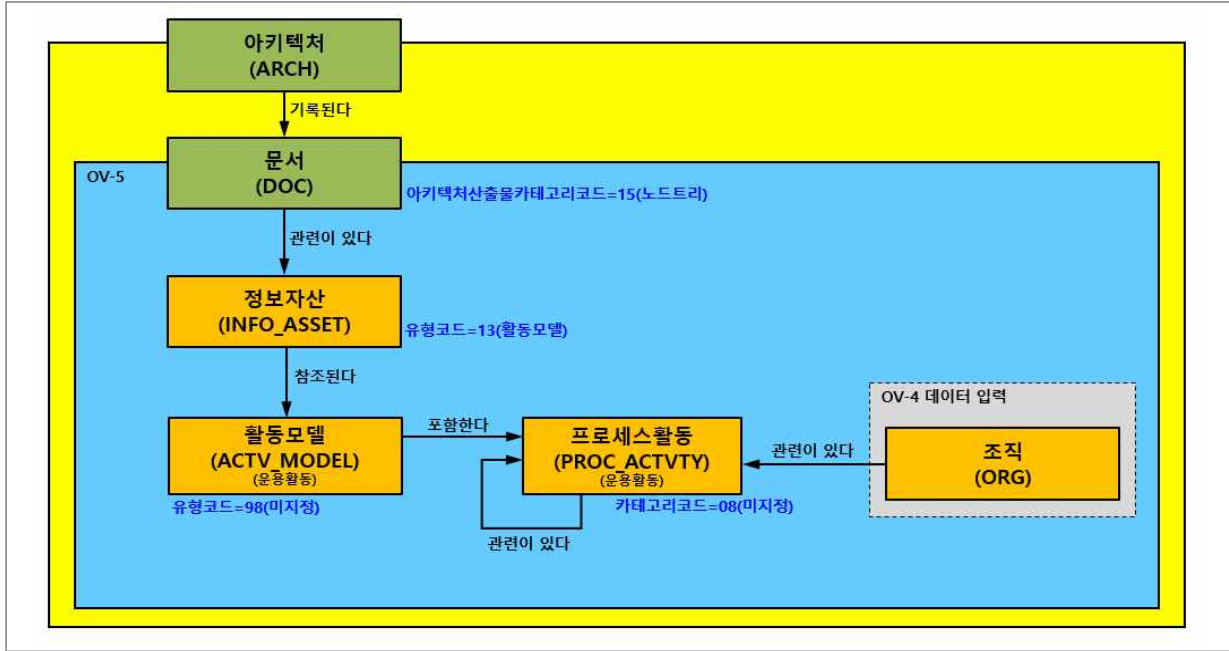 아키텍처
(ARCH)
기록된다
OV-5
문서
(DOC)
아키텍처산출물카테고리코드=15(노드트리)
관련이 있다
정보자산
(INFO_ASSET)
유형코드=13(활동모델)
참조된다
OV-4 데이터 입력
활동모델
(ACTV_MODEL)
(운용활동)
유형코드=98(미지정)
포함한다
프로세스활동
(PROC_ACTVTY)
(운용활동)
카테고리코드=08(미지정)
관련이 있다
조직
(ORG)
관련이 있다